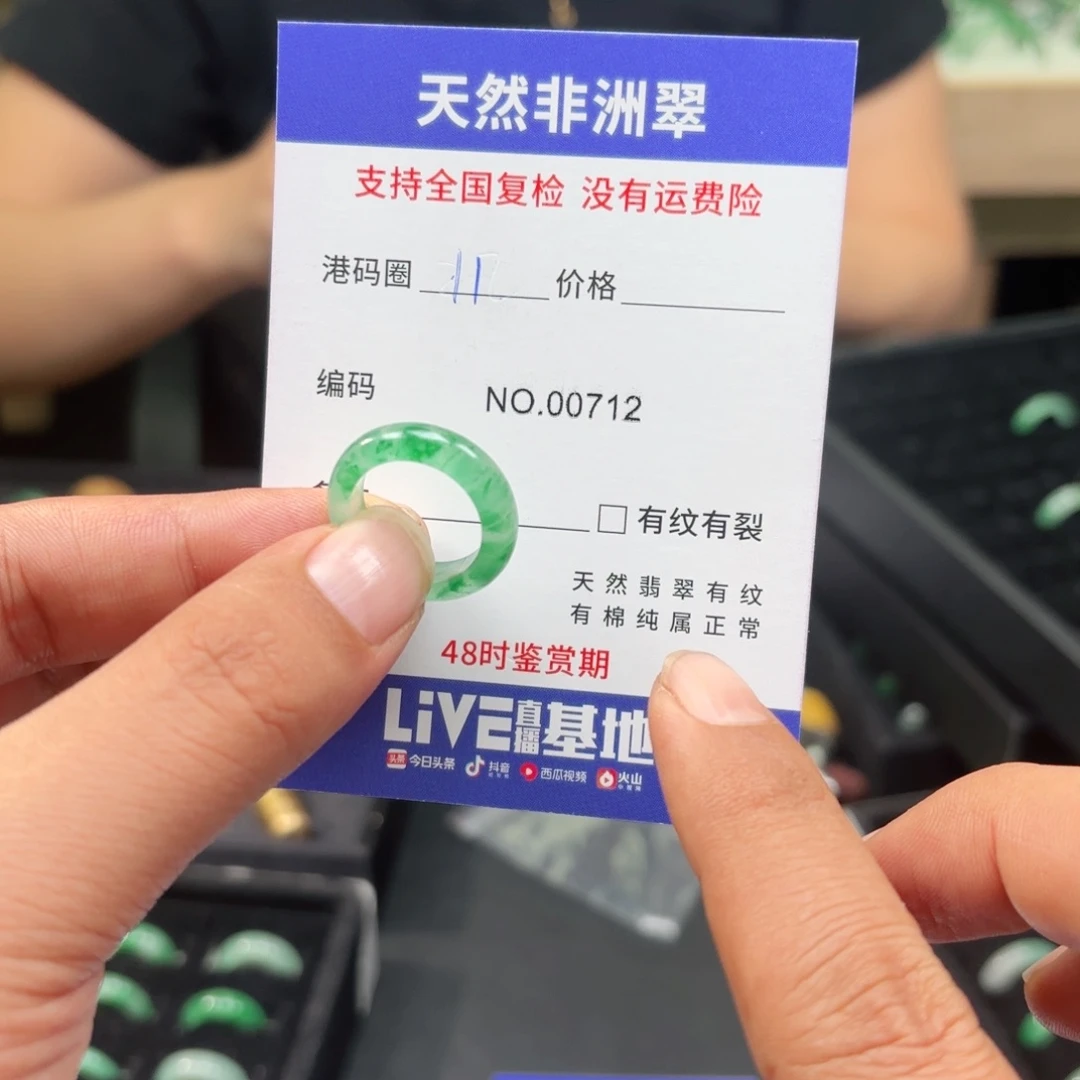 天然非洲翠
支持全国复检 没有运费险
港码圈 价格
编码 NO.00712
有纹有裂
天然翡翠有纹
有棉纯属正常
48时鉴赏期
LiVE直播基地
头条 今日头条 抖音 西瓜视频 火山